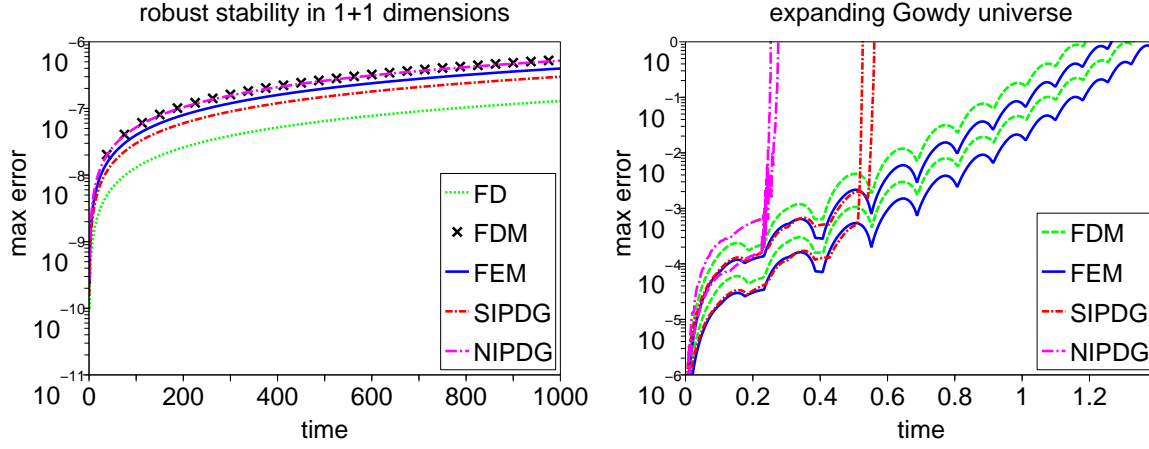 robust stability in 1+1 dimensions
max error
10^−6
10^−7
10^−8
10^−9
10^−10
10^−11
0 200 400 600 800 1000
time
FD
FDM
FEM
SIPDG
NIPDG
expanding Gowdy universe
max error
10^0
10^−1
10^−2
10^−3
10^−4
10^−5
10^−6
0 0.2 0.4 0.6 0.8 1 1.2
time
FDM
FEM
SIPDG
NIPDG